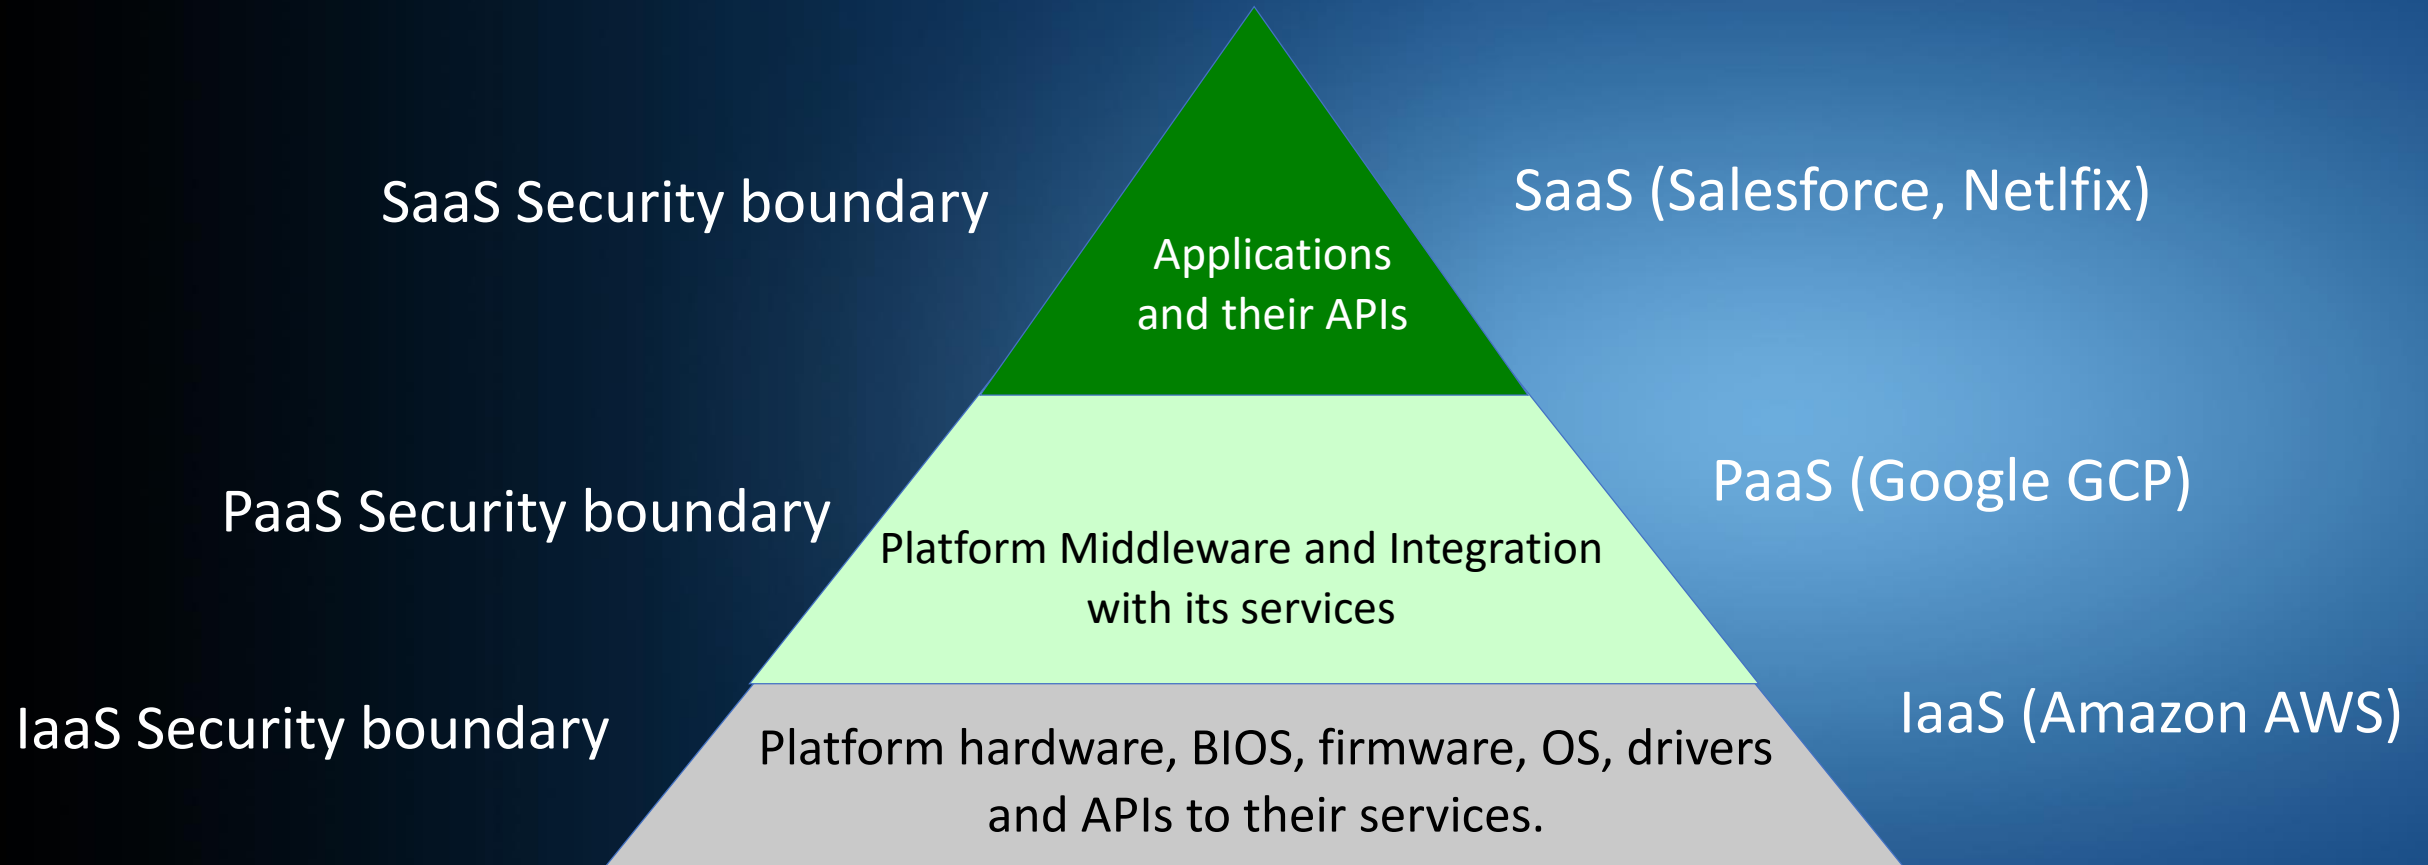 SaaS Security boundary
Applications
and their APIs
SaaS (Salesforce, Netlfix)
PaaS Security boundary
Platform Middleware and Integration
with its services
PaaS (Google GCP)
IaaS Security boundary
Platform hardware, BIOS, firmware, OS, drivers
and APIs to their services.
IaaS (Amazon AWS)